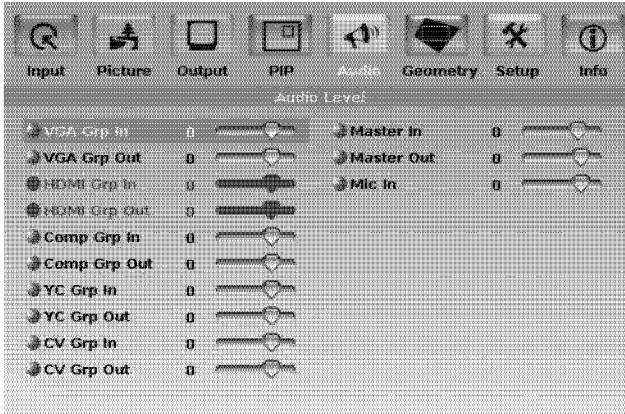 Input Picture Output PIP Audio Geometry Setup Info
Audio Level
VGA Grp In 0
VGA Grp Out 0
HDMI Grp In 0
HDMI Grp Out 0
Comp Grp In 0
Comp Grp Out 0
YC Grp In 0
YC Grp Out 0
CV Grp In 0
CV Grp Out 0
Master In 0
Master Out 0
Mic In 0